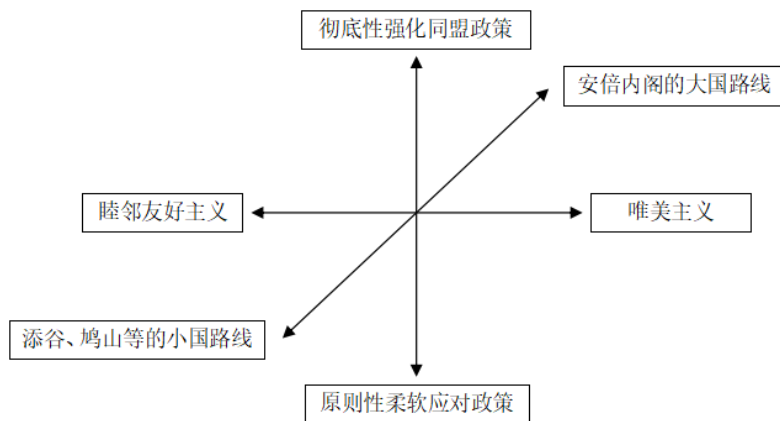 彻底性强化同盟政策
安倍内阁的大国路线
睦邻友好主义
唯美主义
添谷、鸠山等的小国路线
原则性柔软应对政策